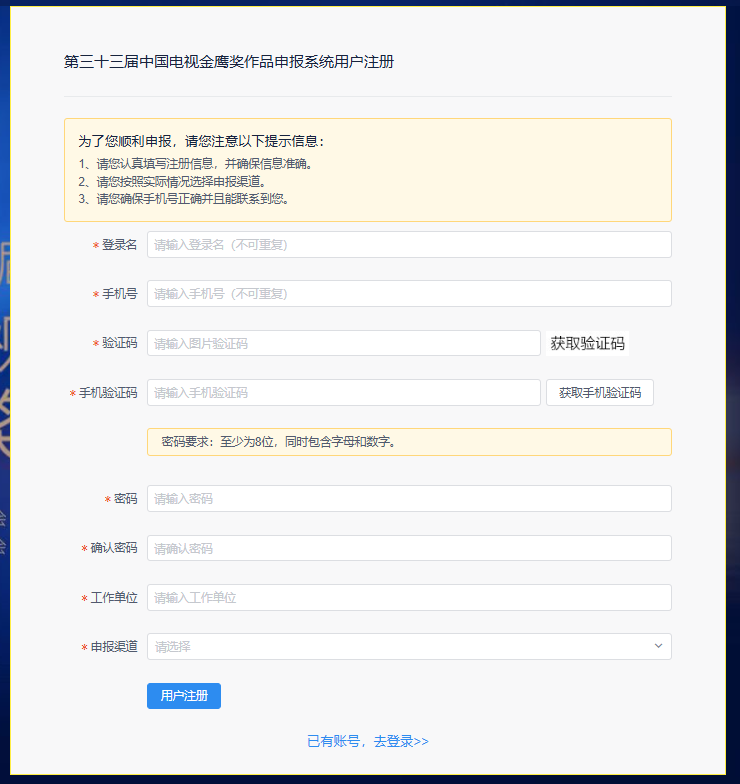 第三十三届中国电视金鹰奖作品申报系统用户注册
为了您顺利申报，请您注意以下提示信息：
1、请您认真填写注册信息，并确保信息准确。
2、请您按照实际情况选择申报渠道。
3、请您确保手机号正确并且能联系到您。
* 登录名 请输入登录名（不可重复）
* 手机号 请输入手机号（不可重复）
* 验证码 请输入图片验证码 获取验证码
* 手机验证码 请输入手机验证码 获取手机验证码
密码要求：至少为8位，同时包含字母和数字。
* 密码 请输入密码
* 确认密码 请确认密码
* 工作单位 请输入工作单位
* 申报渠道 请选择
用户注册
已有账号，去登录>>